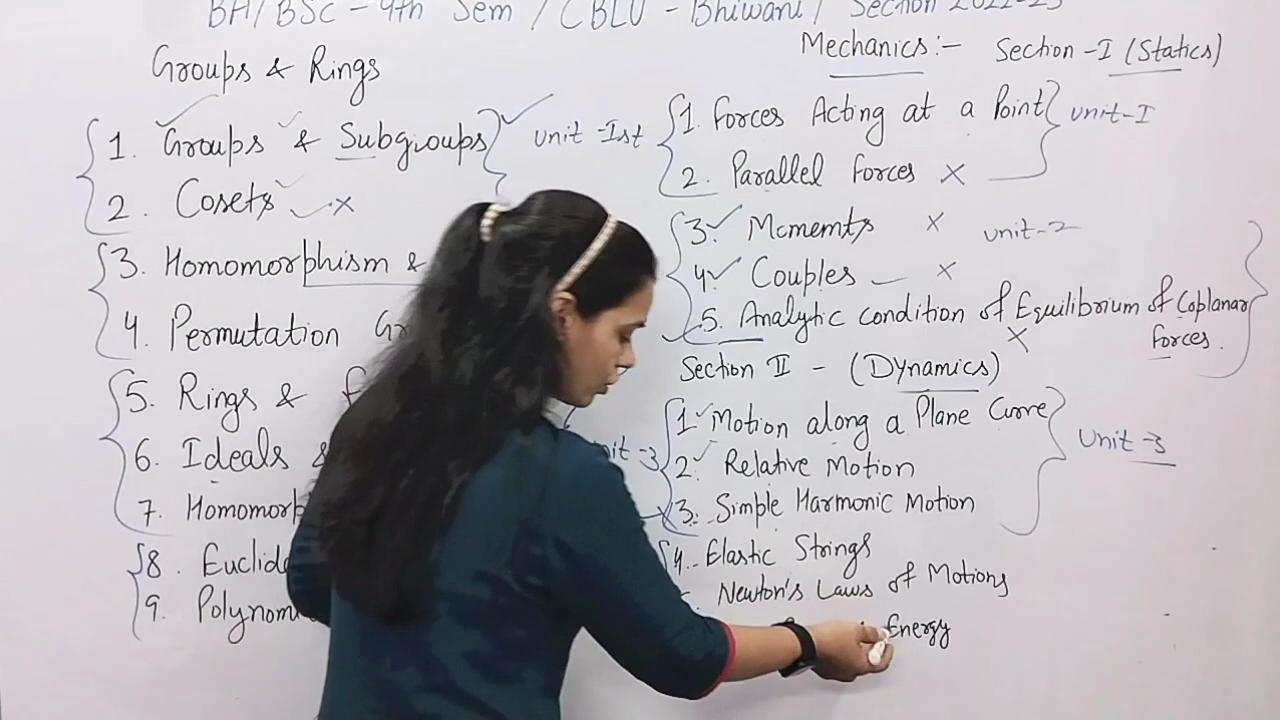 BA/BSc - 4th Sem / CBLU - Bhiwani / Section 2022-23
Groups & Rings
1. Groups & Subgroups
Unit - Ist
2. Cosets
3. Homomorphism &
4. Permutation
5. Rings &
6. Ideals
7. Homomorph
8. Euclide
9. Polynom
Mechanics:- Section - I (Statics)
1. Forces Acting at a Point
unit - I
2. Parallel Forces
3. Moments
unit-2
4. Couples
5. Analytic condition of Equilibrium of Coplanar
Forces.
Section II - (Dynamics)
1. Motion along a Plane Curve
Unit - 3
2. Relative Motion
3. Simple Harmonic Motion
4. Elastic Strings
Newton's Laws of Motions
Energy